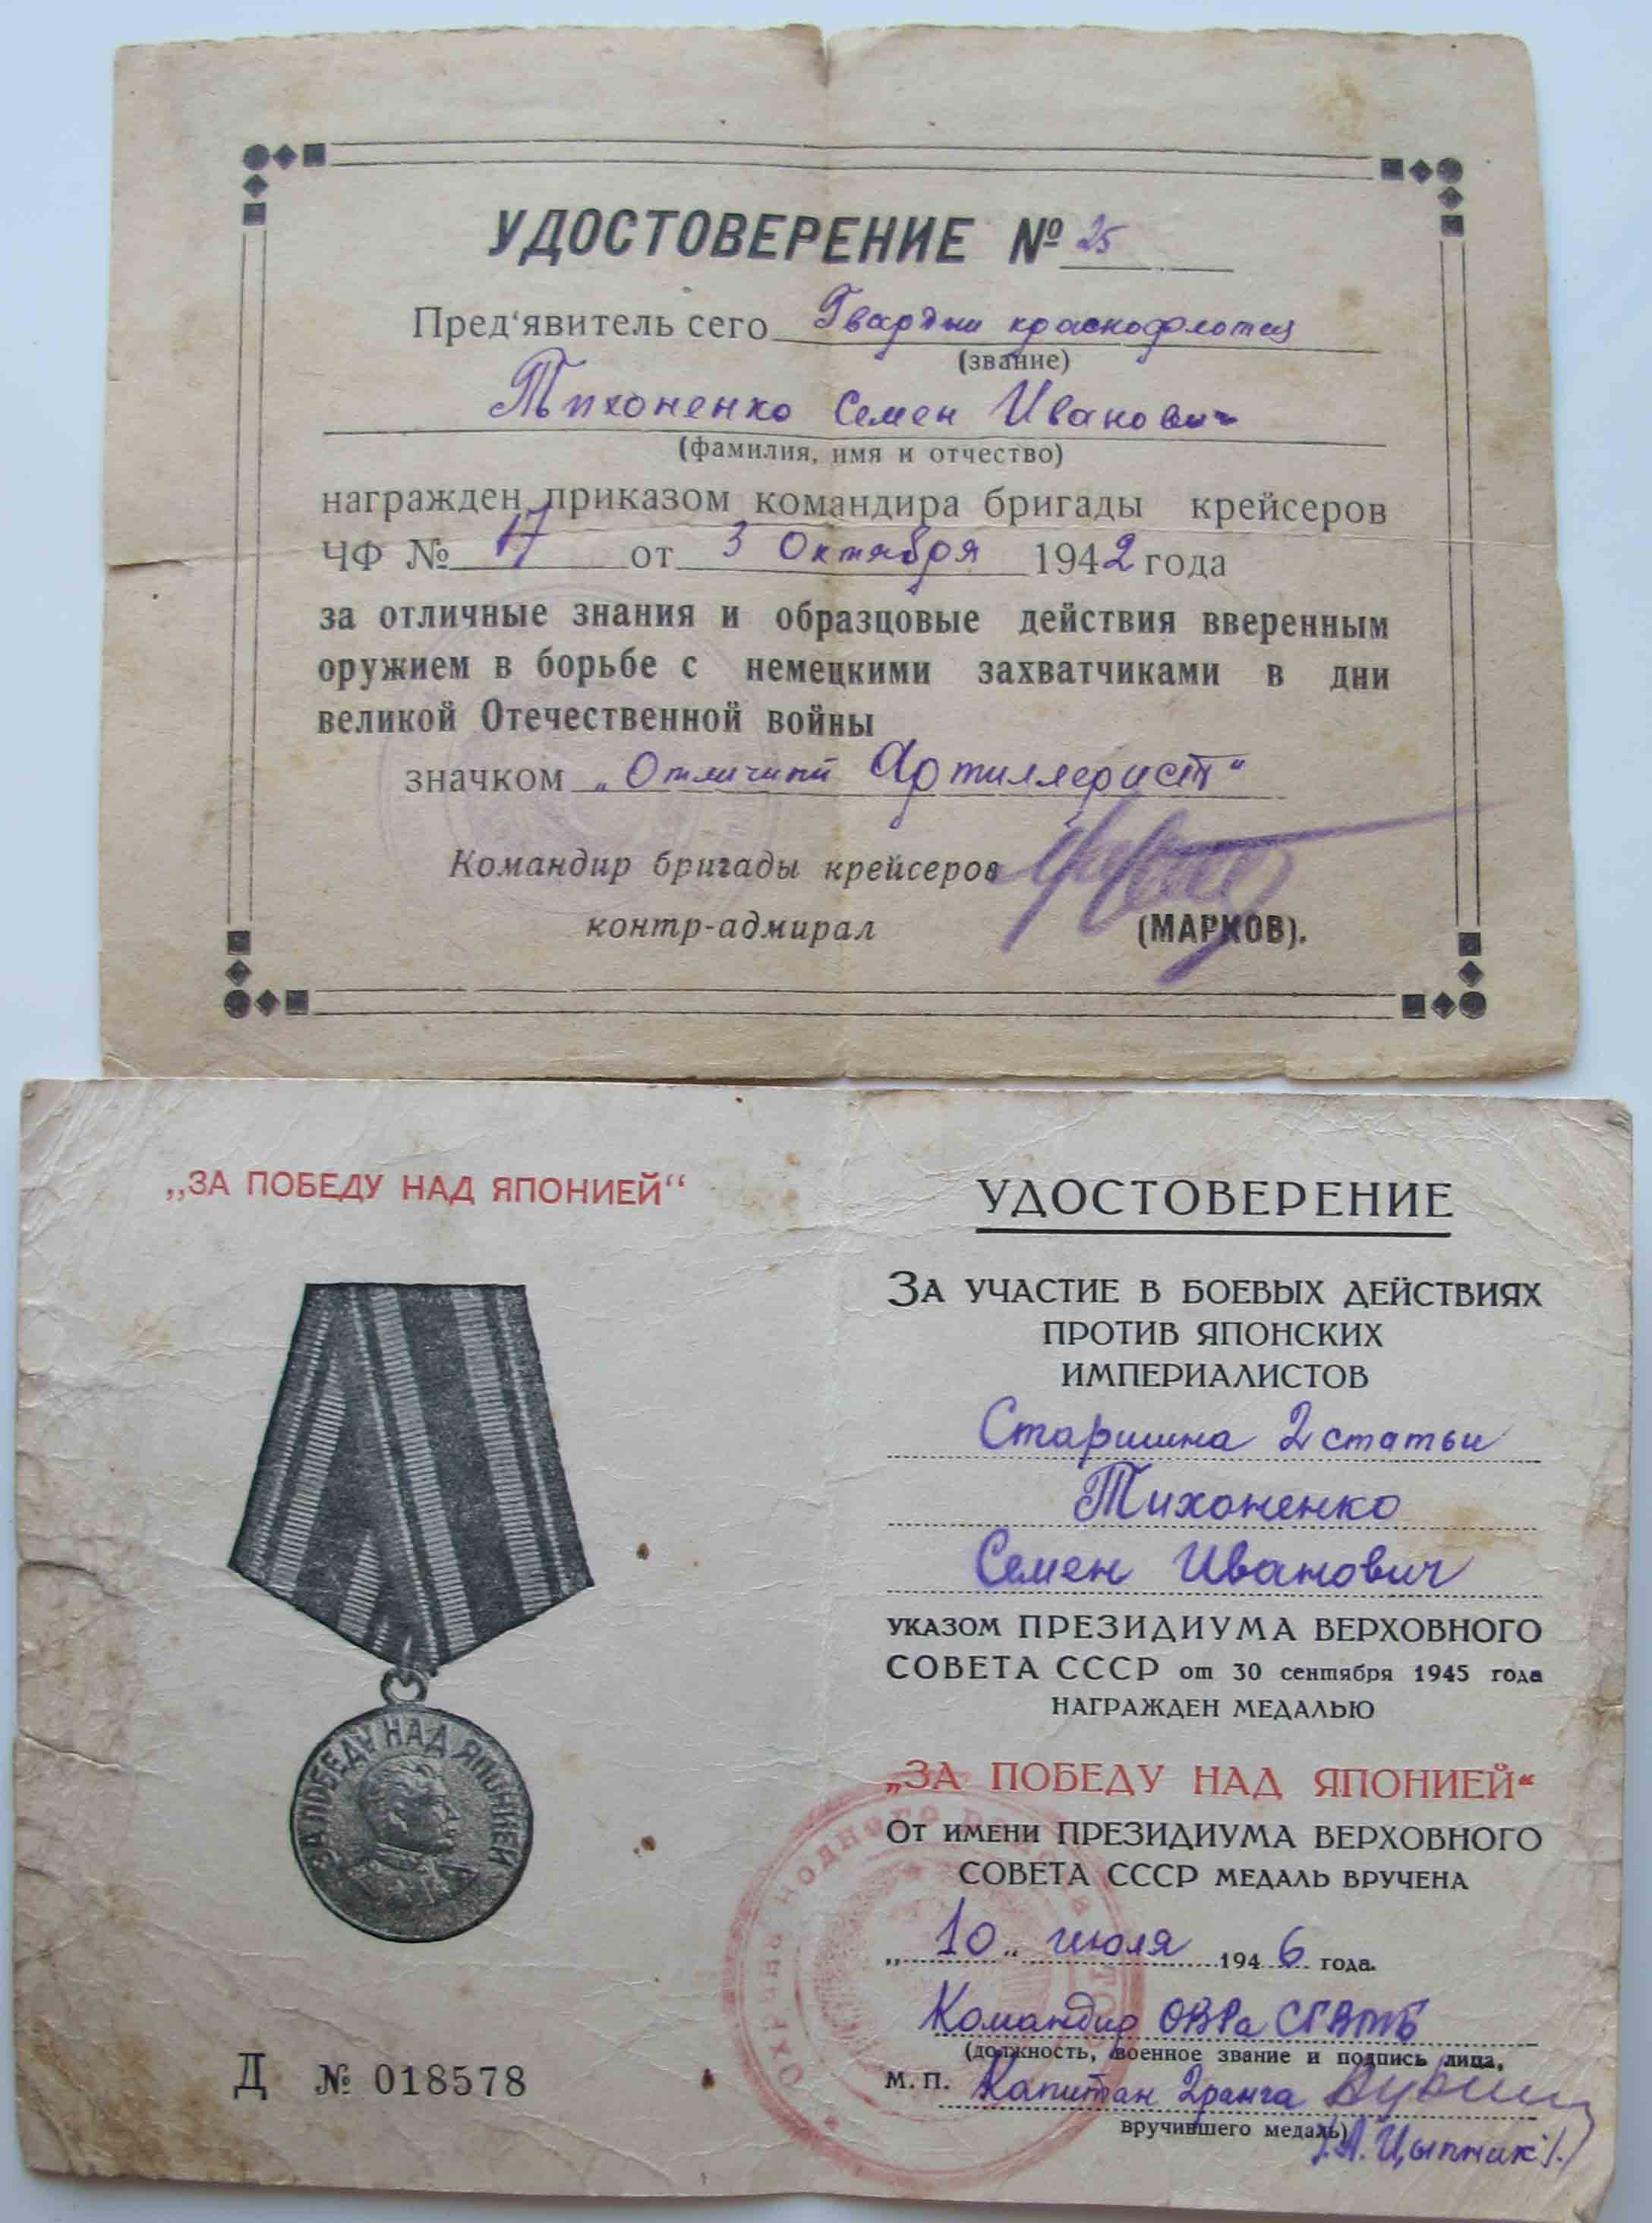 УДОСТОВЕРЕНИЕ № 25
Пред'явитель сего Гвардии краснофлотец
(звание)
Тихоненко Семен Иванович
(фамилия, имя и отчество)
награжден приказом командира бригады крейсеров
ЧФ № 17 от 3 Октября 1942 года
за отличные знания и образцовые действия вверенным
оружием в борьбе с немецкими захватчиками в дни
великой Отечественной войны
значком „Отличный Артиллерист“
Командир бригады крейсеров
контр-адмирал (МАРКОВ).
„ЗА ПОБЕДУ НАД ЯПОНИЕЙ“
ЗА ПОБЕДУ НАД ЯПОНИЕЙ
Д № 018578
УДОСТОВЕРЕНИЕ
ЗА УЧАСТИЕ В БОЕВЫХ ДЕЙСТВИЯХ
ПРОТИВ ЯПОНСКИХ
ИМПЕРИАЛИСТОВ
Старшина 2 статьи
Тихоненко
Семен Иванович
УКАЗОМ ПРЕЗИДИУМА ВЕРХОВНОГО
СОВЕТА СССР от 30 сентября 1945 года
НАГРАЖДЕН МЕДАЛЬЮ
„ЗА ПОБЕДУ НАД ЯПОНИЕЙ“
ОТ ИМЕНИ ПРЕЗИДИУМА ВЕРХОВНОГО
СОВЕТА СССР МЕДАЛЬ ВРУЧЕНА
„10“ июля 1946 года.
Командир ОВРа СГВМБ
(должность, военное звание и подпись лица,
М. П. Капитан 2 ранга
вручившего медаль)